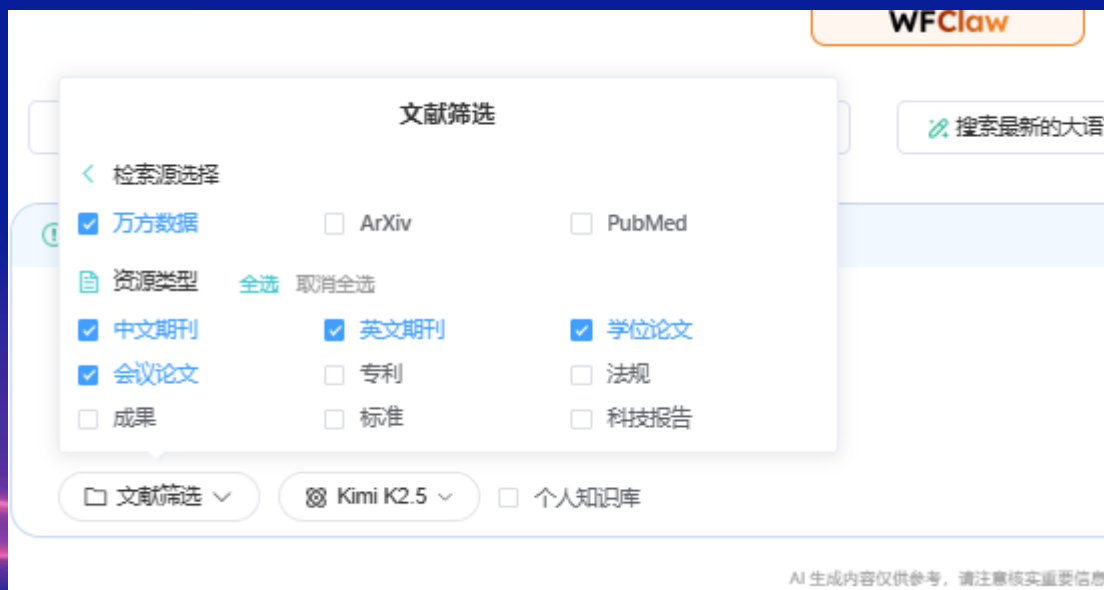 WFClaw
文献筛选
搜索最新的大语
检索源选择
万方数据 ArXiv PubMed
资源类型 全选 取消全选
中文期刊 英文期刊 学位论文
会议论文 专利 法规
成果 标准 科技报告
文献筛选 Kimi K2.5 个人知识库
AI 生成内容仅供参考，请注意核实重要信息